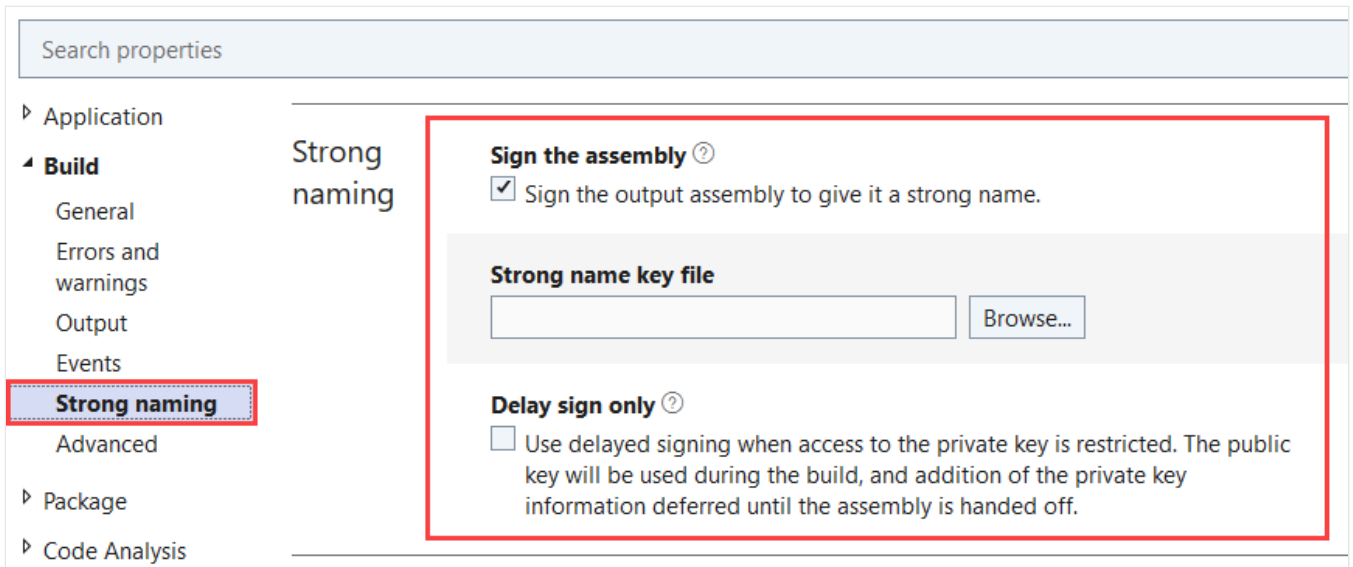 Search properties
Application
Build
General
Errors and
warnings
Output
Events
Strong naming
Advanced
Package
Code Analysis
Strong
naming
Sign the assembly ?
Sign the output assembly to give it a strong name.
Strong name key file
Browse...
Delay sign only ?
Use delayed signing when access to the private key is restricted. The public
key will be used during the build, and addition of the private key
information deferred until the assembly is handed off.